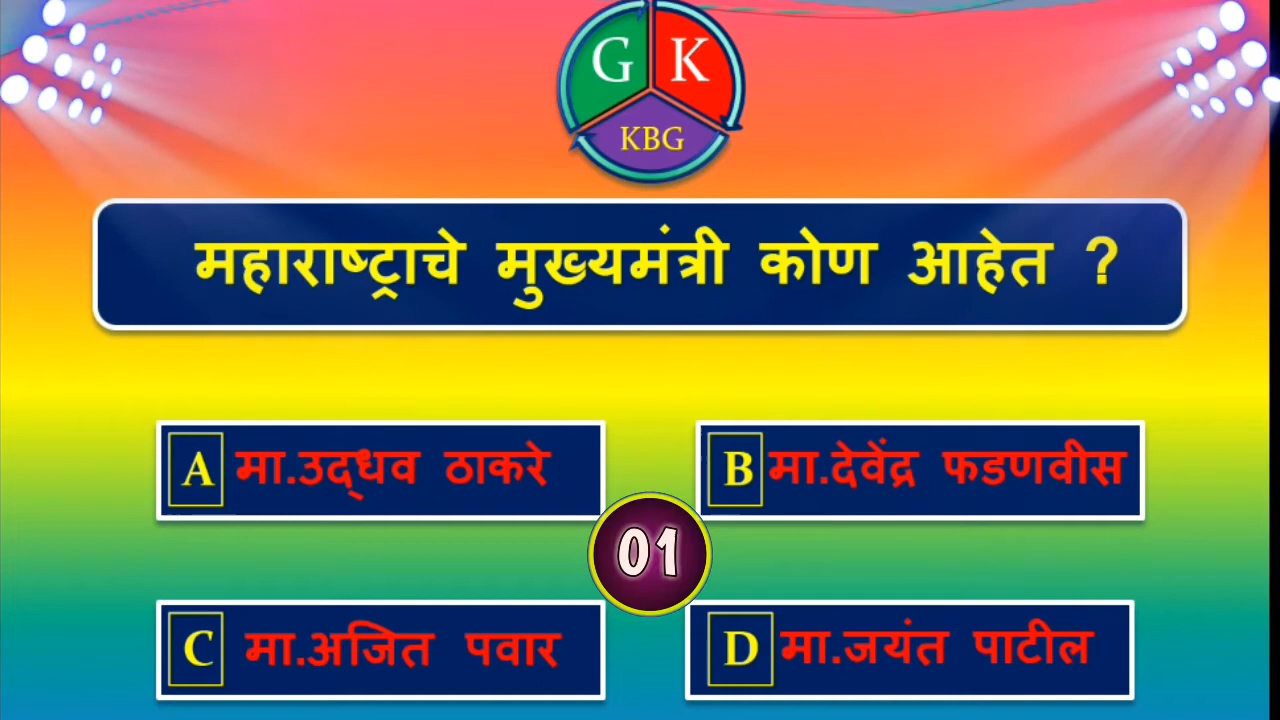 G K
KBG
महाराष्ट्राचे मुख्यमंत्री कोण आहेत ?
A मा.उद्धव ठाकरे
B मा.देवेंद्र फडणवीस
01
C मा.अजित पवार
D मा.जयंत पाटील